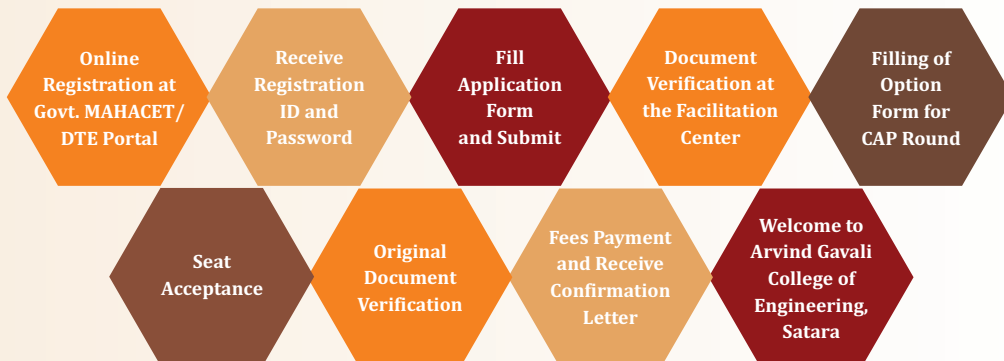 Online
Registration at
Govt. MAHACET/
DTE Portal
Receive
Registration
ID and
Password
Fill
Application
Form
and Submit
Document
Verification at
the Facilitation
Center
Filling of
Option
Form for
CAP Round
Seat
Acceptance
Original
Document
Verification
Fees Payment
and Receive
Confirmation
Letter
Welcome to
Arvind Gavali
College of
Engineering,
Satara